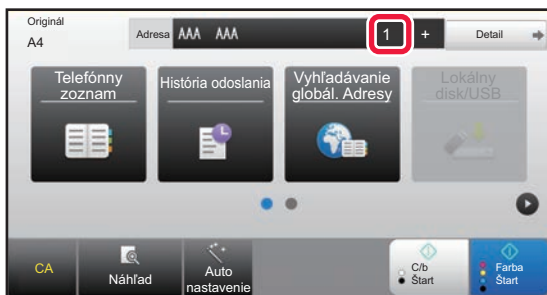 Originál
A4
Adresa AAA AAA 1 + Detail
Telefónny
zoznam
História odoslania
Vyhľadávanie
globál. Adresy
Lokálny
disk/USB
CA
Náhľad
Auto
nastavenie
C/b
Štart
Farba
Štart